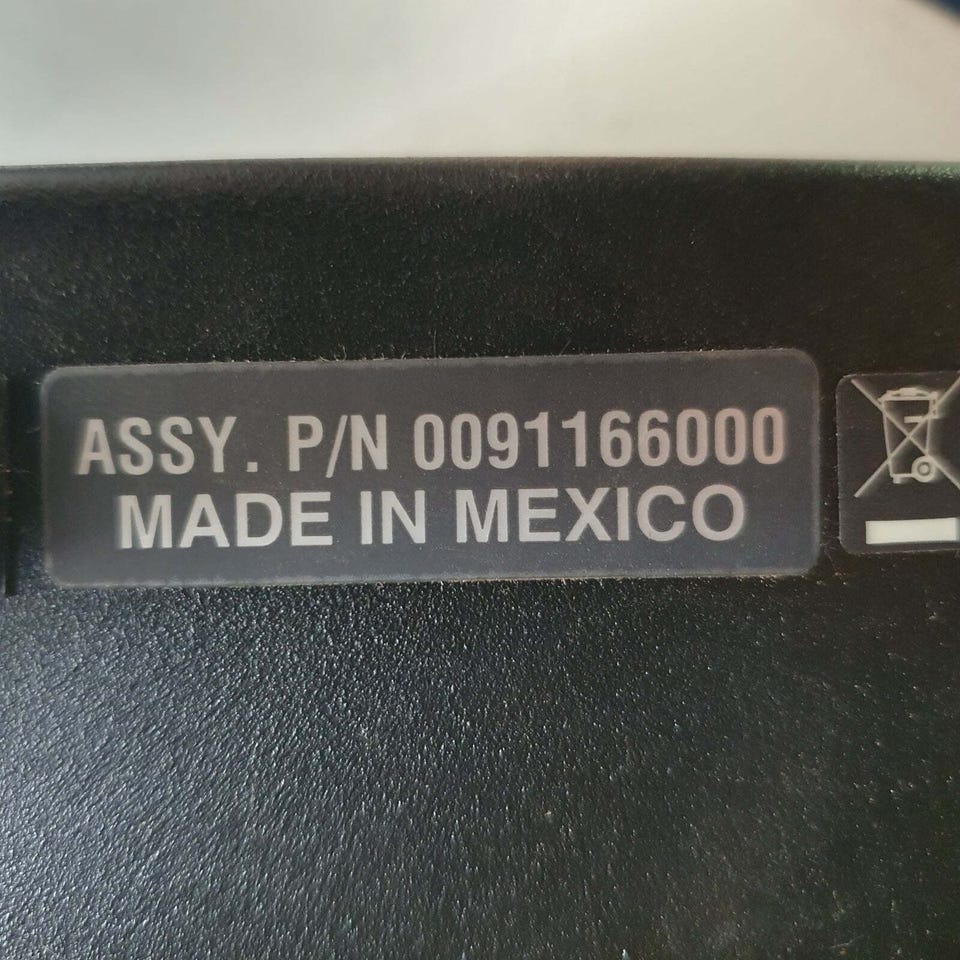 ASSY. P/N 0091166000
MADE IN MEXICO